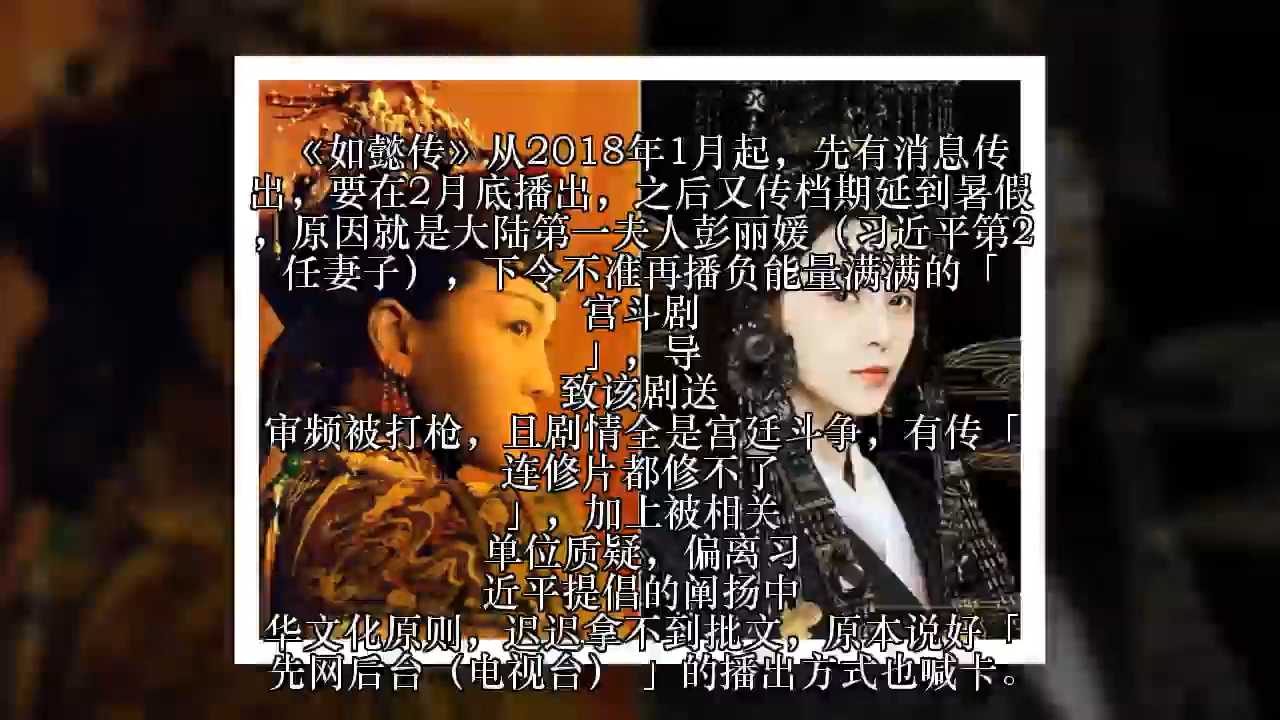 《如懿传》从2018年1月起，先有消息传
出，要在2月底播出，之后又传档期延到暑假
，原因就是大陆第一夫人彭丽媛（习近平第2
任妻子），下令不准再播负能量满满的「
宫斗剧
」，导
致该剧送
审频被打枪，且剧情全是宫廷斗争，有传「
连修片都修不了
」，加上被相关
单位质疑，偏离习
近平提倡的阐扬中
华文化原则，迟迟拿不到批文，原本说好「
先网后台（电视台）」的播出方式也喊卡。